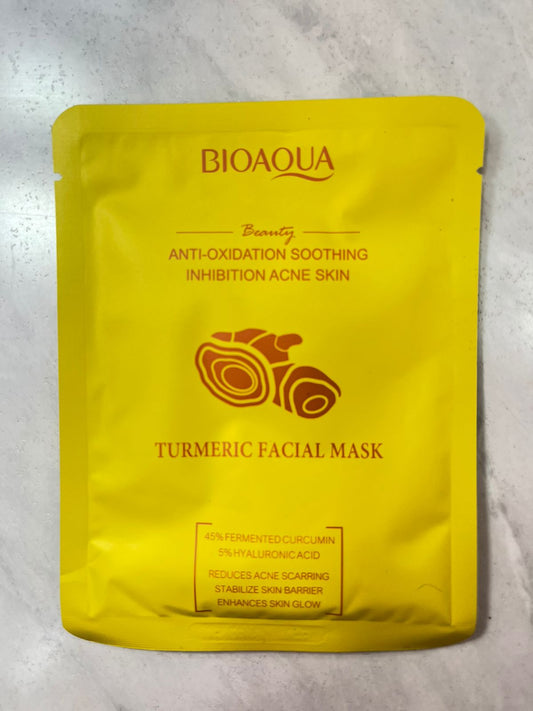 BIOAQUA
Beauty
ANTI-OXIDATION SOOTHING
INHIBITION ACNE SKIN
TURMERIC FACIAL MASK
45% FERMENTED CURCUMIN
5% HYALURONIC ACID
REDUCES ACNE SCARRING
STABILIZE SKIN BARRIER
ENHANCES SKIN GLOW